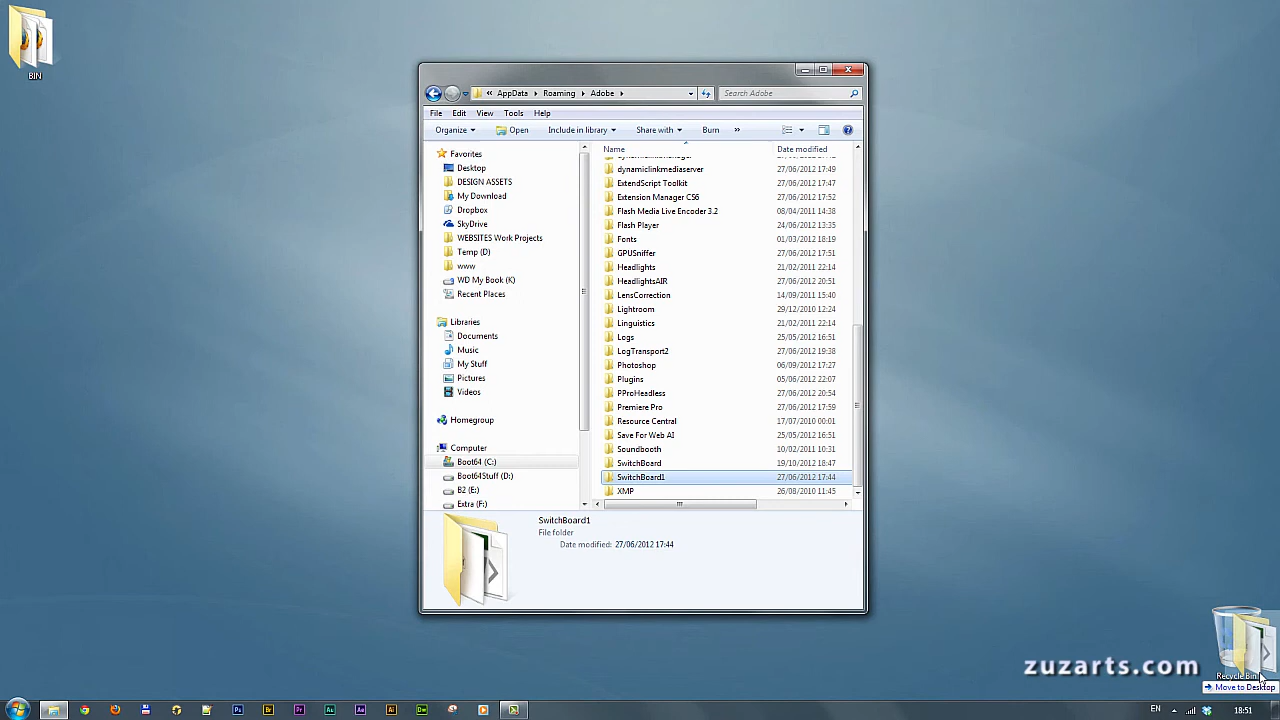 BIN
AppData
Roaming
Adobe
Search Adobe
File Edit View Tools Help
Organize Open Include in library Share with Burn »
Name Date modified
Favorites
Desktop
DESIGN ASSETS
My Download
Dropbox
SkyDrive
WEBSITES Work Projects
Temp (D)
www
WD My Book (K)
Recent Places
Libraries
Documents
Music
My Stuff
Pictures
Videos
Homegroup
Computer
Boot64 (C:)
Boot64Stuff (D:)
B2 (E:)
Extra (F:)
dynamiclinkmediaserver 27/06/2012 17:49
ExtendScript Toolkit 27/06/2012 17:47
Extension Manager CS6 27/06/2012 17:52
Flash Media Live Encoder 3.2 08/04/2011 14:38
Flash Player 24/06/2012 13:35
Fonts 01/03/2012 18:19
GPUSniffer 27/06/2012 17:51
Headlights 21/02/2011 22:14
HeadlightsAIR 27/06/2012 20:51
LensCorrection 14/09/2011 15:40
Lightroom 29/12/2010 12:24
Linguistics 21/02/2011 22:14
Logs 25/05/2012 16:51
LogTransport2 27/06/2012 19:38
Photoshop 06/09/2012 17:27
Plugins 05/06/2012 22:07
PProHeadless 27/06/2012 20:54
Premiere Pro 27/06/2012 17:59
Resource Central 17/07/2010 00:01
Save For Web AI 25/05/2012 16:51
Soundbooth 10/02/2011 10:31
SwitchBoard 19/10/2012 18:47
SwitchBoard1 27/06/2012 17:44
XMP 26/08/2010 11:45
SwitchBoard1
File folder
Date modified: 27/06/2012 17:44
zuzarts.com
Recycle Bin
Move to Desktop
EN
18:51